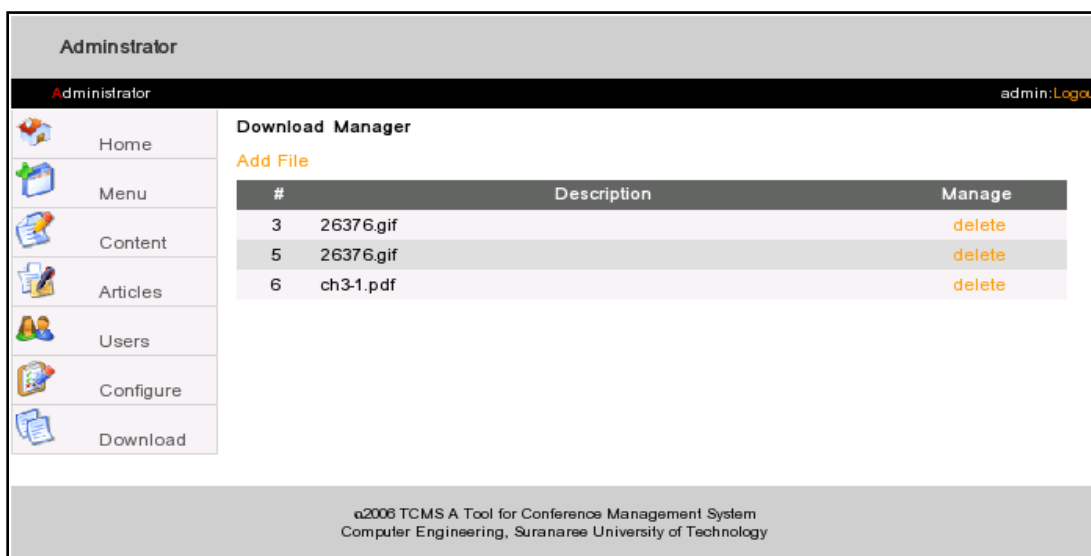 Adminstrator
Administrator admin:Logou
Home
Menu
Content
Articles
Users
Configure
Download
Download Manager
Add File
# Description Manage
3 26376.gif delete
5 26376.gif delete
6 ch3-1.pdf delete
©2006 TCMS A Tool for Conference Management System
Computer Engineering, Suranaree University of Technology